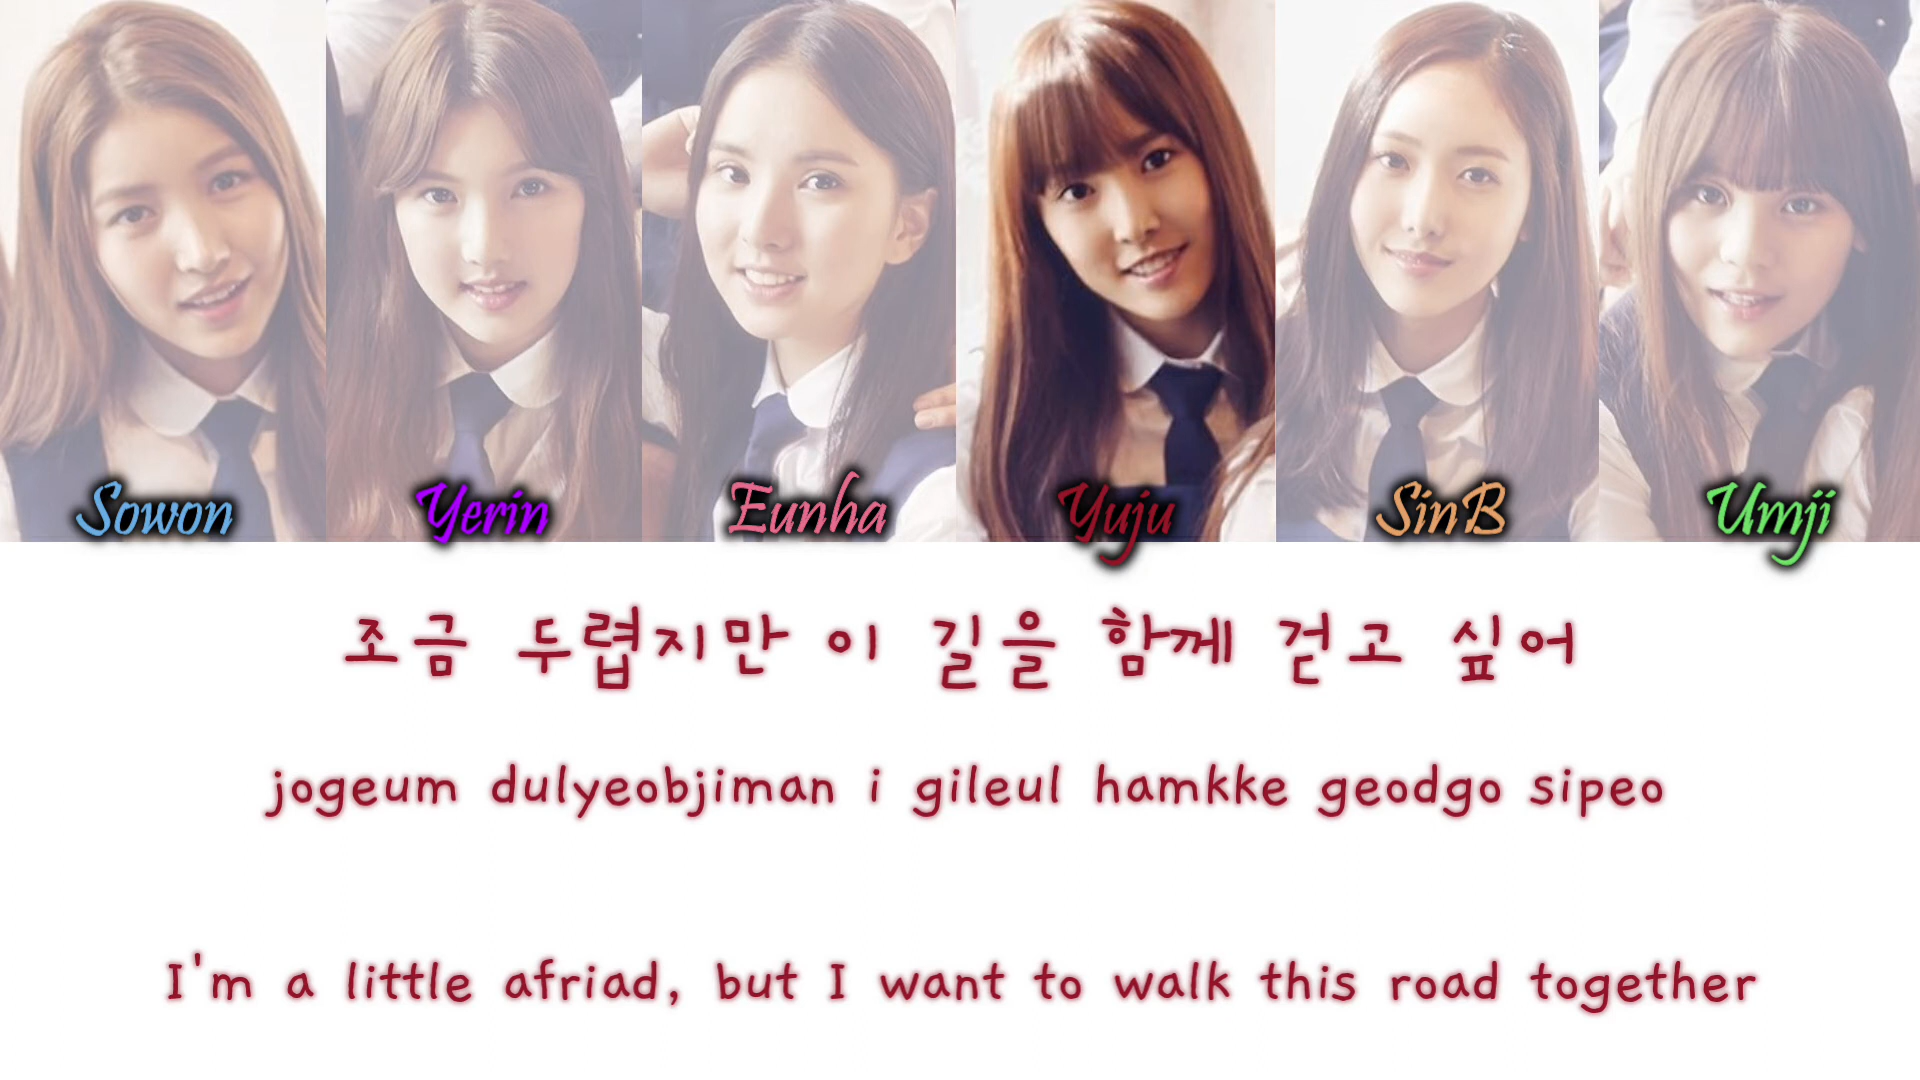 Sowon Yerin Eunha Yuju SinB Umji
조금 두렵지만 이 길을 함께 걷고 싶어
jogeum dulyeobjiman i gileul hamkke geodgo sipeo
I'm a little afriad, but I want to walk this road together